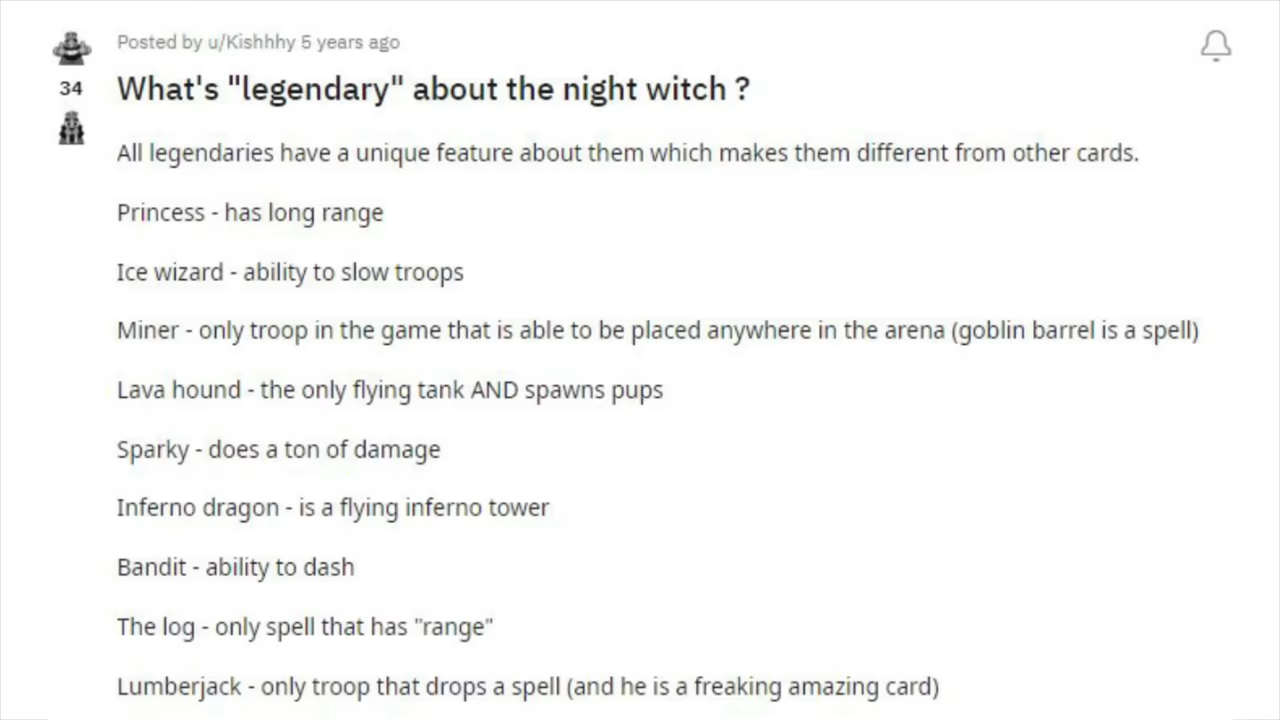 Posted by u/Kishhhy 5 years ago
34
What's "legendary" about the night witch ?
All legendaries have a unique feature about them which makes them different from other cards.
Princess - has long range
Ice wizard - ability to slow troops
Miner - only troop in the game that is able to be placed anywhere in the arena (goblin barrel is a spell)
Lava hound - the only flying tank AND spawns pups
Sparky - does a ton of damage
Inferno dragon - is a flying inferno tower
Bandit - ability to dash
The log - only spell that has "range"
Lumberjack - only troop that drops a spell (and he is a freaking amazing card)